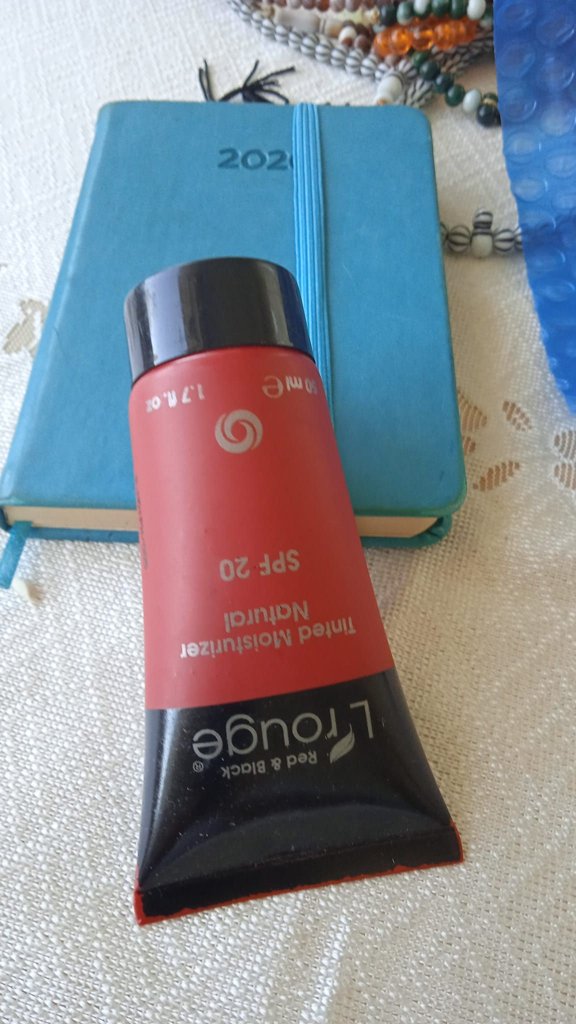 Red & Black®
L'rouge
Tinted Moisturizer
Natural
SPF 20
50 ml ℮ 1.7 fl. oz